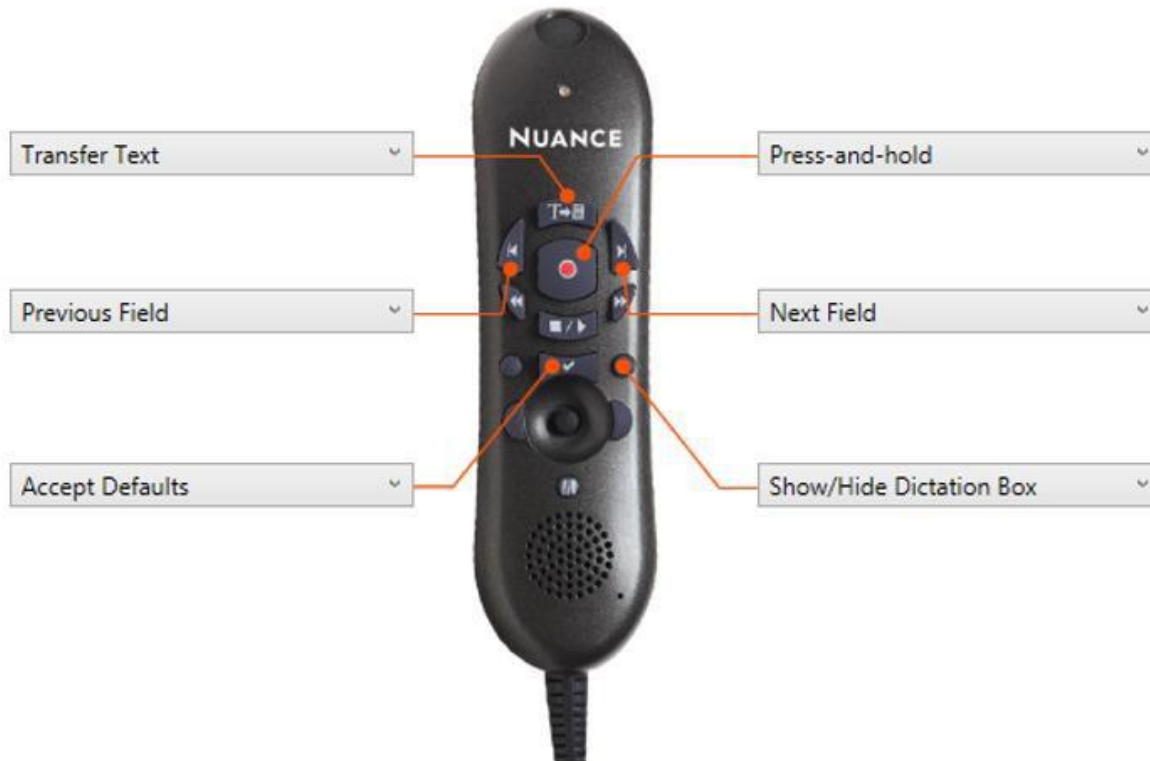 NUANCE
Transfer Text
Press-and-hold
T
Previous Field
Next Field
Accept Defaults
Show/Hide Dictation Box